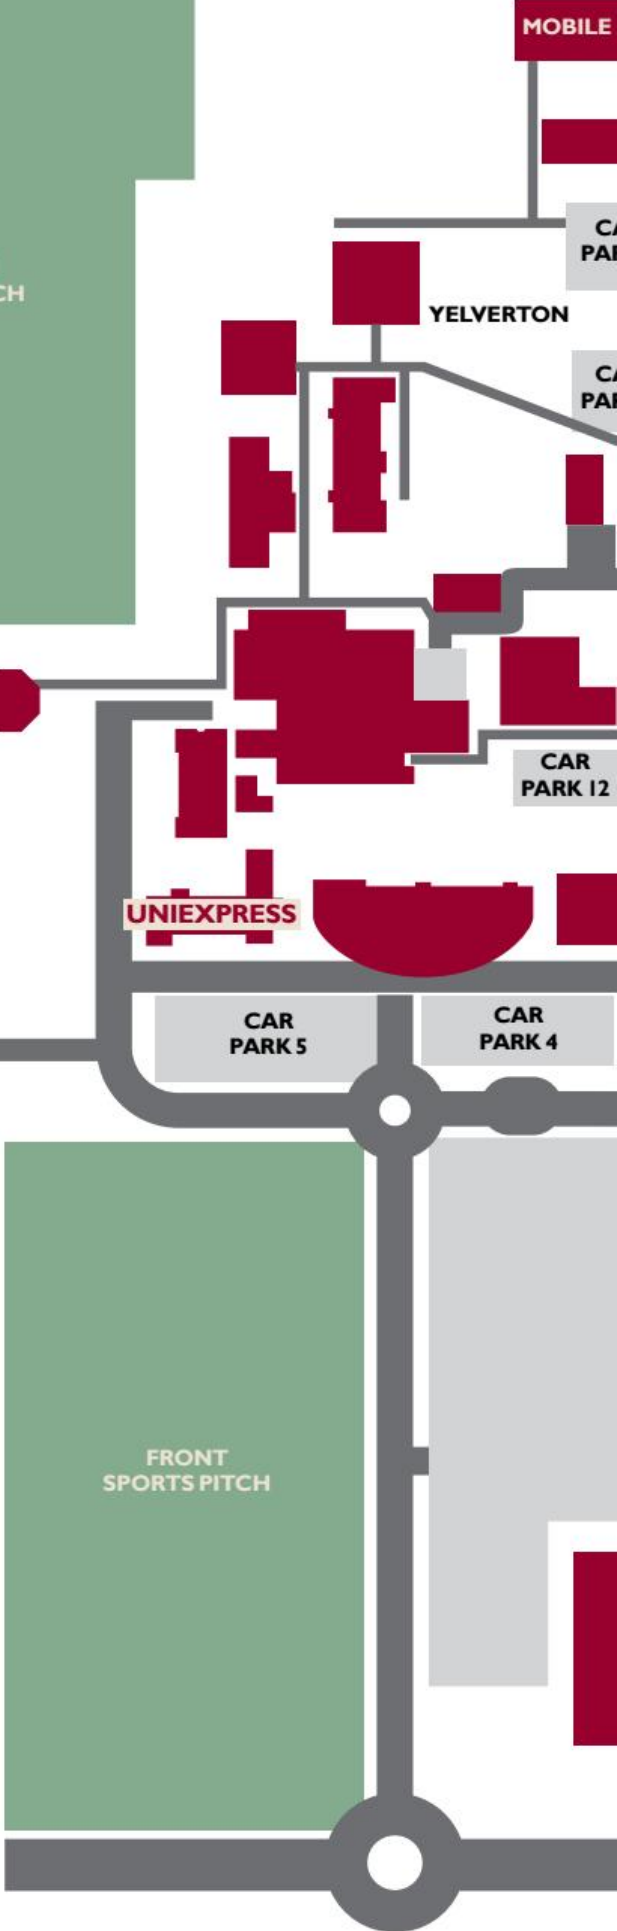 MOBILE
YELVERTON
CAR
PARK 12
UNIEXPRESS
CAR
PARK 5
CAR
PARK 4
FRONT
SPORTS PITCH